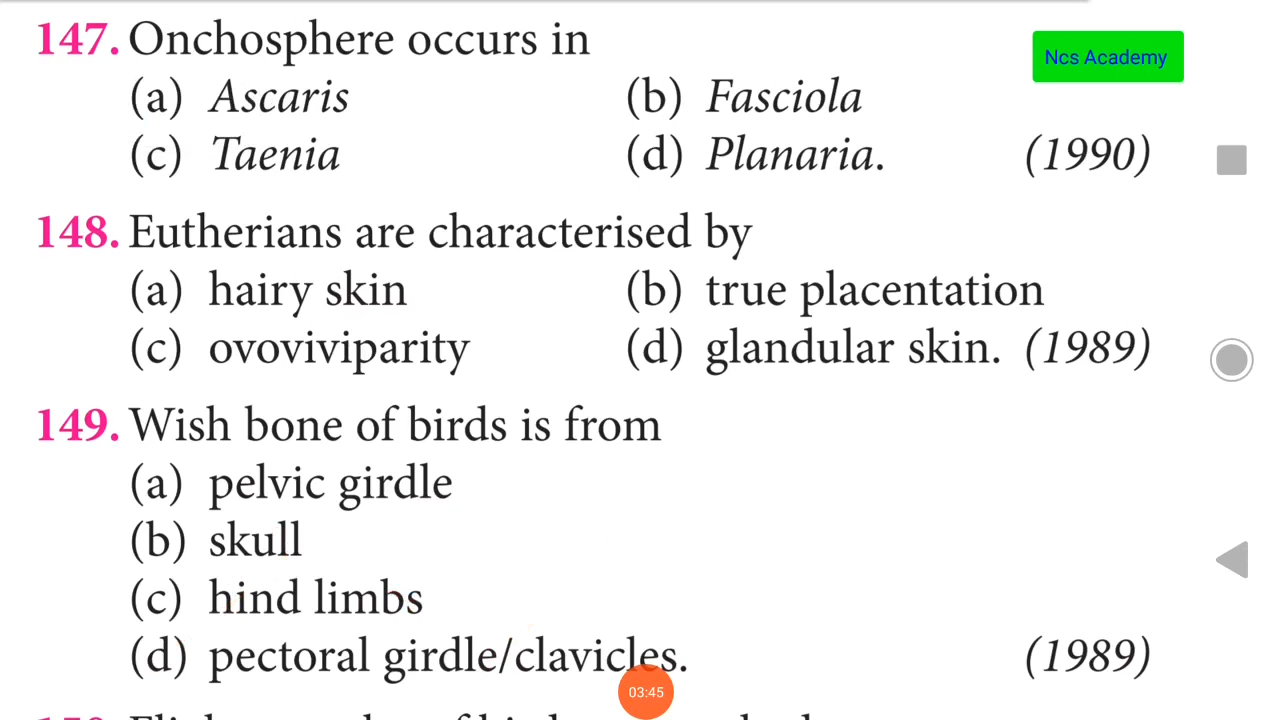 147. Onchosphere occurs in
Ncs Academy
(a) Ascaris (b) Fasciola
(c) Taenia (d) Planaria. (1990)
148. Eutherians are characterised by
(a) hairy skin (b) true placentation
(c) ovoviviparity (d) glandular skin. (1989)
149. Wish bone of birds is from
(a) pelvic girdle
(b) skull
(c) hind limbs
(d) pectoral girdle/clavicles. (1989)
03:45